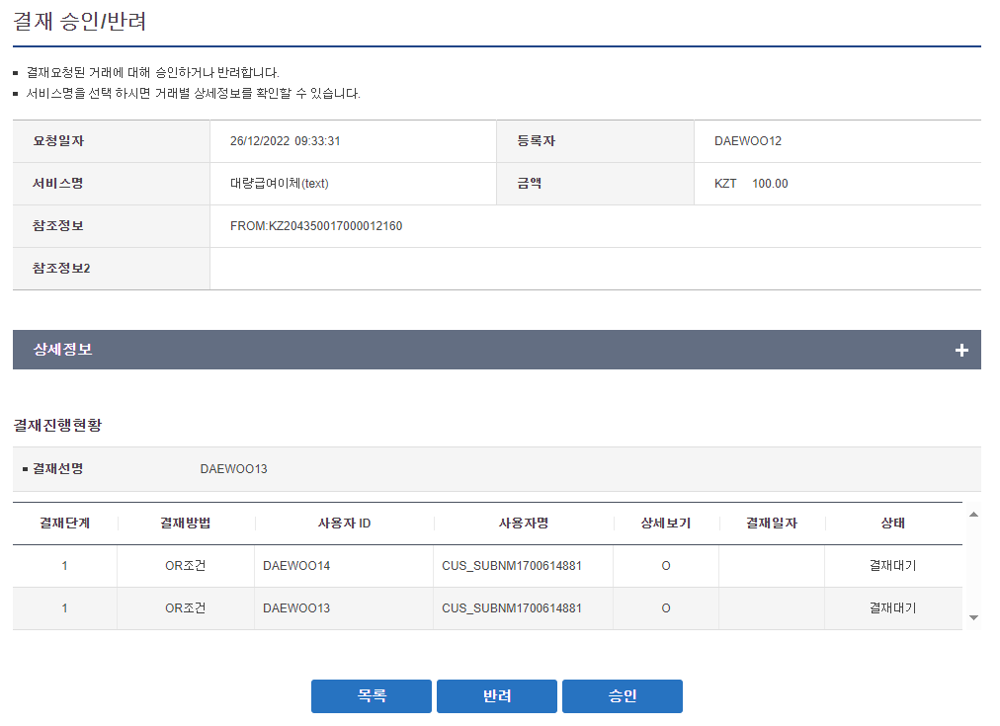 결재 승인/반려
결재요청된 거래에 대해 승인하거나 반려합니다.
서비스명을 선택 하시면 거래별 상세정보를 확인할 수 있습니다.
요청일자 26/12/2022 09:33:31 등록자 DAEWOO12
서비스명 대량급여이체(text) 금액 KZT 100.00
참조정보 FROM:KZ204350017000012160
참조정보2
상세정보 +
결재진행현황
결재선명 DAEWOO13
결재단계 결재방법 사용자 ID 사용자명 상세보기 결재일자 상태
1 OR조건 DAEWOO14 CUS_SUBNM1700614881 O 결재대기
1 OR조건 DAEWOO13 CUS_SUBNM1700614881 O 결재대기
목록 반려 승인